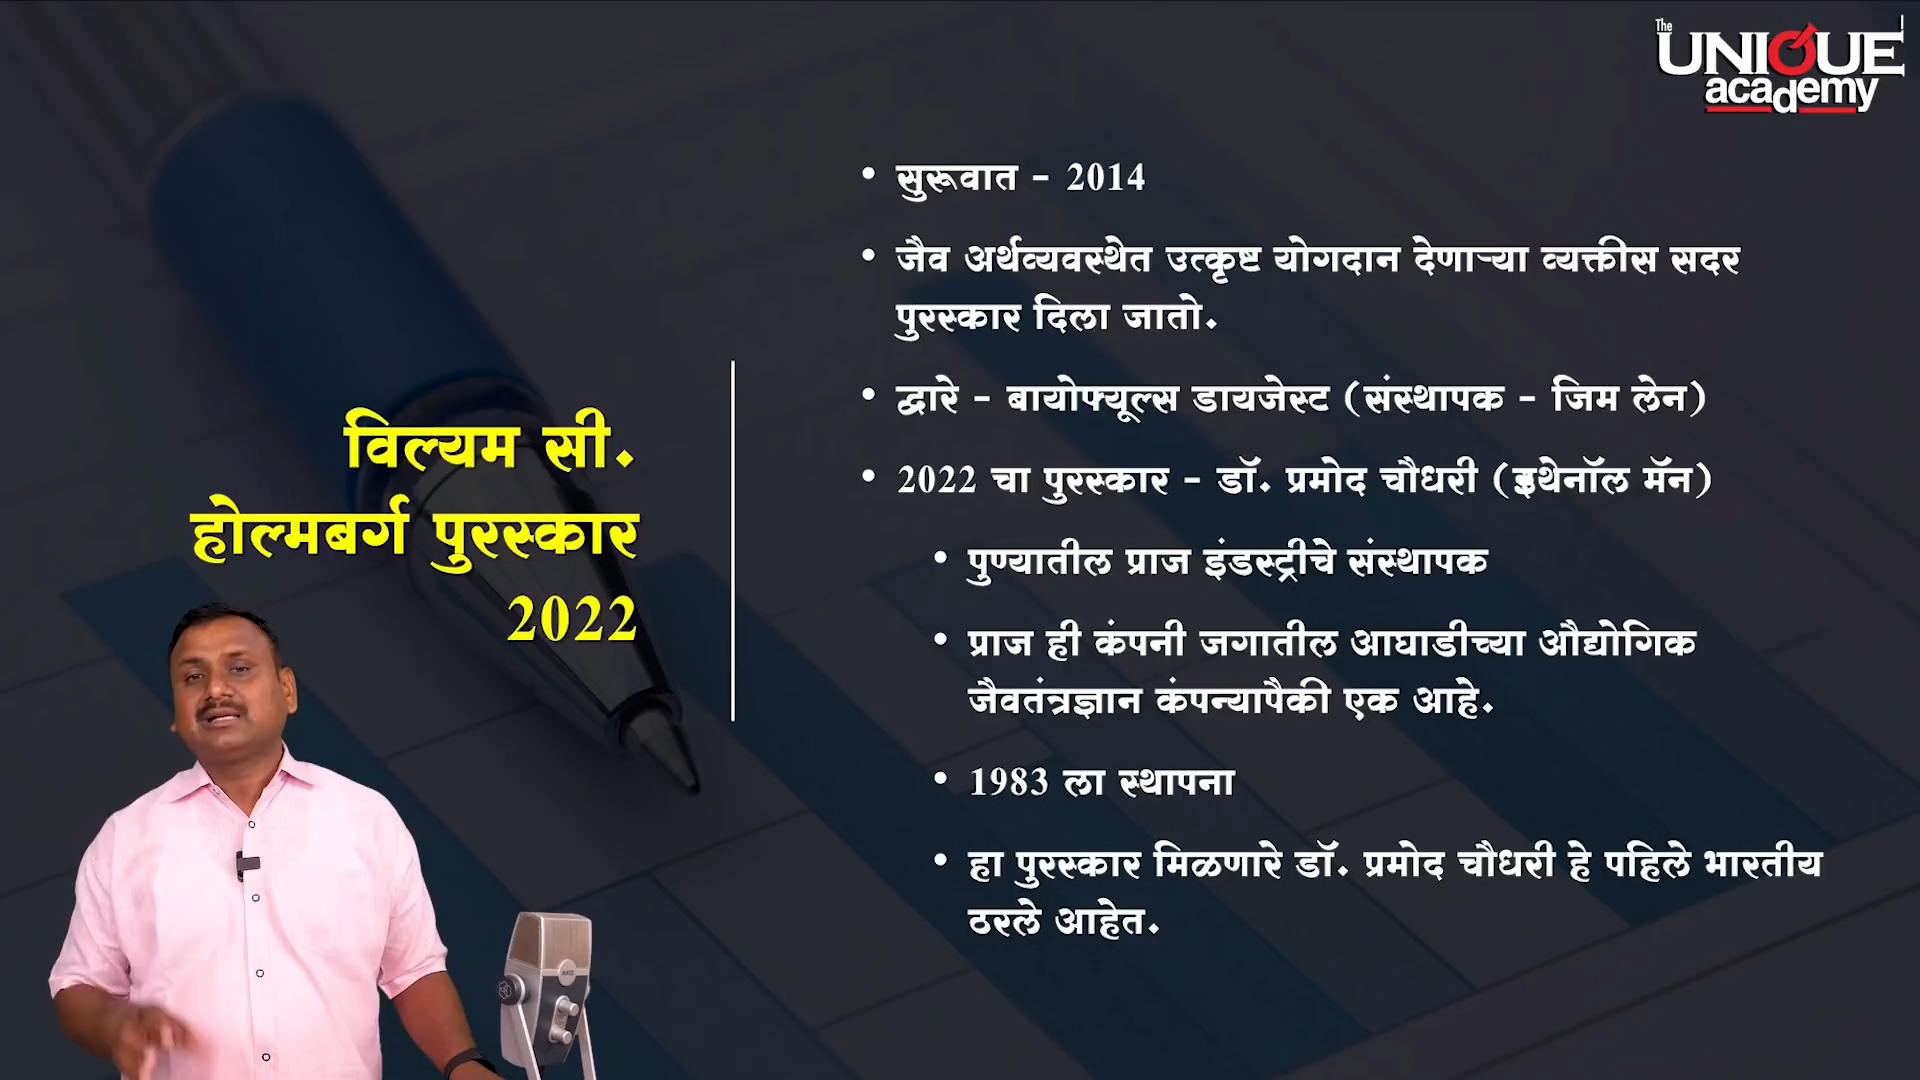 The
UNIQUE
academy
• सुरूवात - 2014
• जैव अर्थव्यवस्थेत उत्कृष्ट योगदान देणाऱ्या व्यक्तीस सदर
पुरस्कार दिला जातो.
• द्वारे - बायोफ्यूल्स डायजेस्ट (संस्थापक - जिम लेन)
• 2022 चा पुरस्कार - डॉ. प्रमोद चौधरी (इथेनॉल मॅन)
• पुण्यातील प्राज इंडस्ट्रीचे संस्थापक
• प्राज ही कंपनी जगातील आघाडीच्या औद्योगिक
जैवतंत्रज्ञान कंपन्यापैकी एक आहे.
• 1983 ला स्थापना
• हा पुरस्कार मिळणारे डॉ. प्रमोद चौधरी हे पहिले भारतीय
ठरले आहेत.
विल्यम सी.
होल्मबर्ग पुरस्कार
2022
AKG